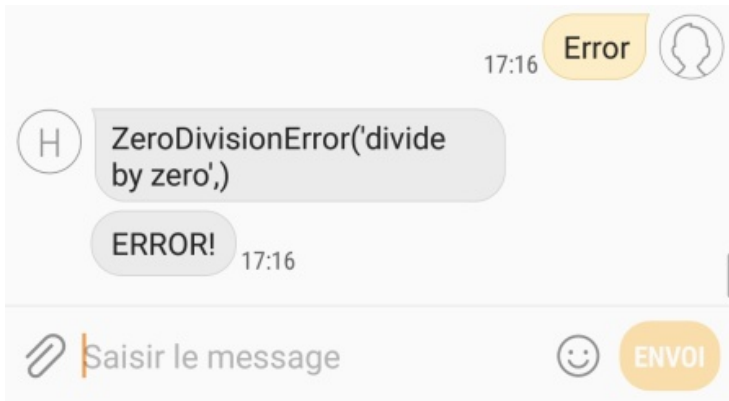 Error
17:16
H
ZeroDivisionError('divide
by zero',)
ERROR!
17:16
Saisir le message
ENVOI